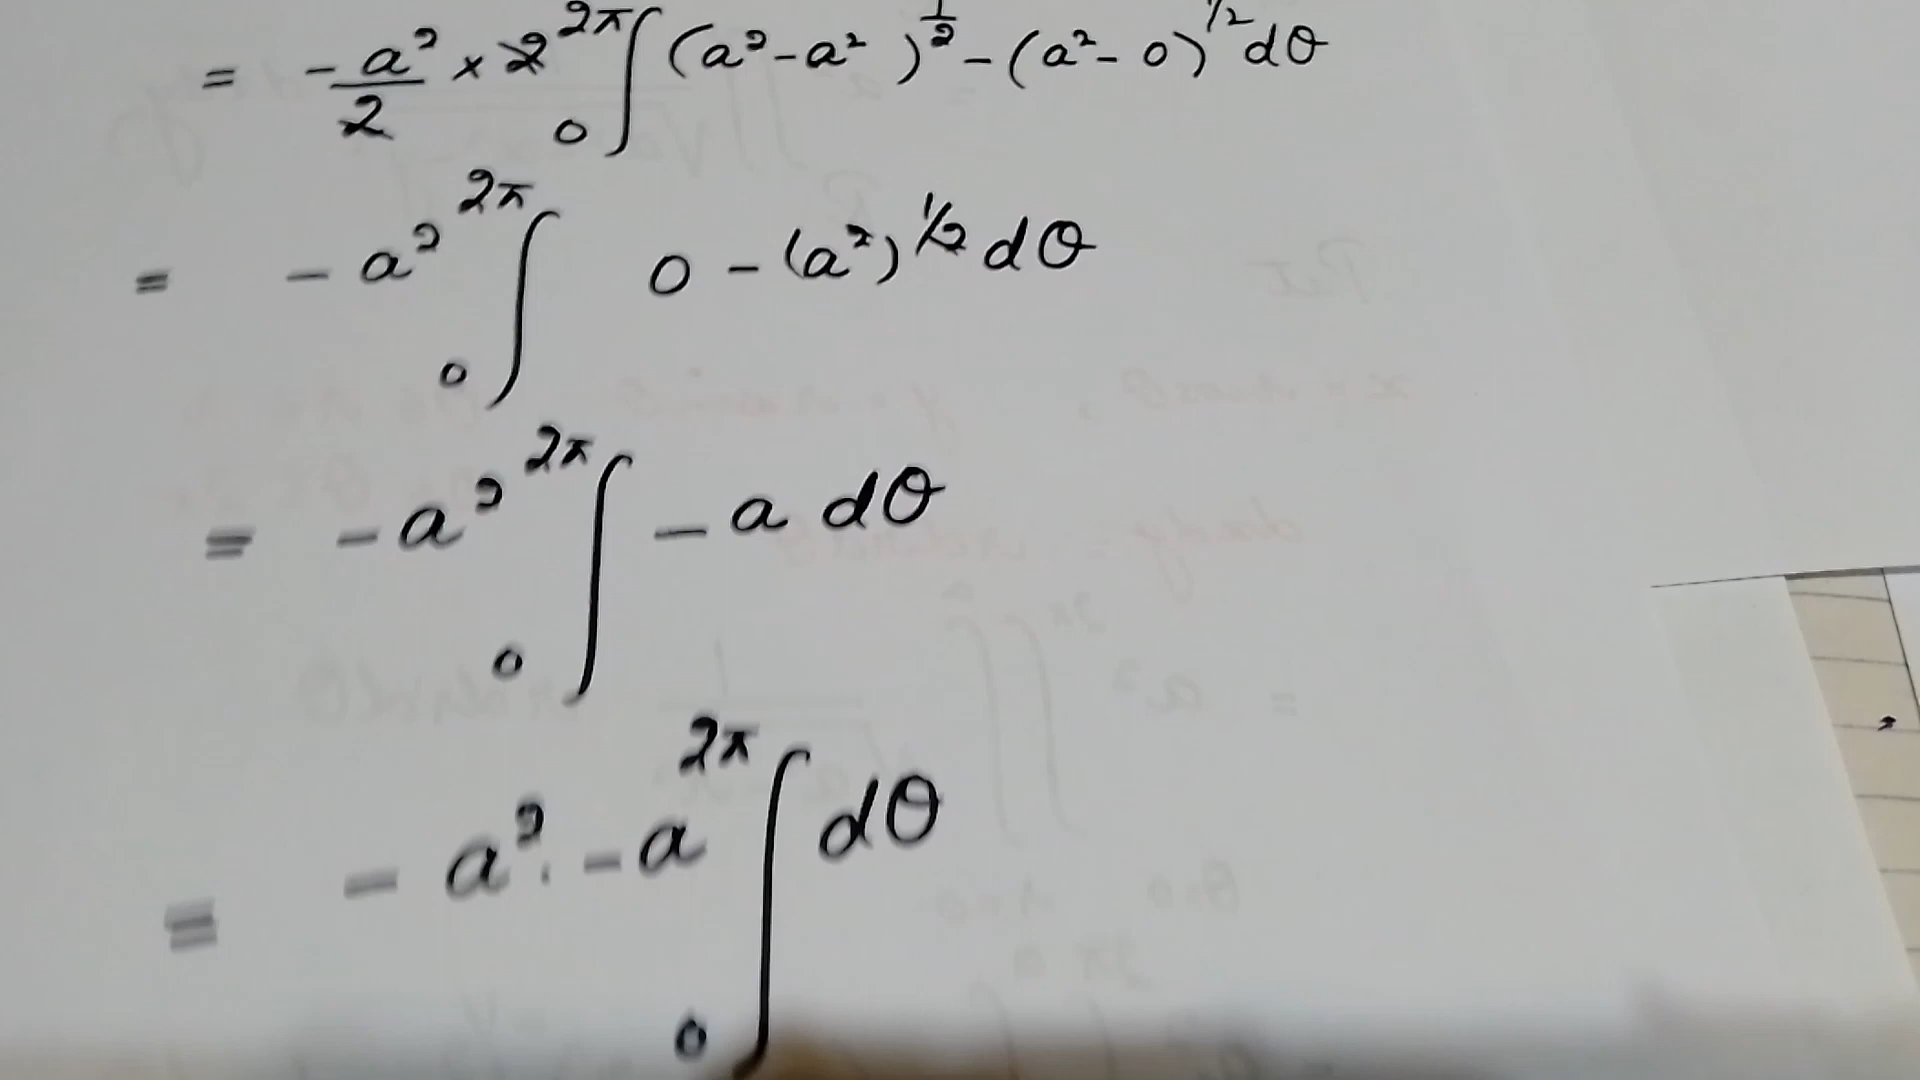 = -a²/2 × 2 ∫₀^2π (a² - a²)^1/2 - (a² - 0)^1/2 dθ
= - a² ∫₀^2π 0 - (a²)^1/2 dθ
= - a² ∫₀^2π - a dθ
= - a² . - a ∫₀^2π dθ